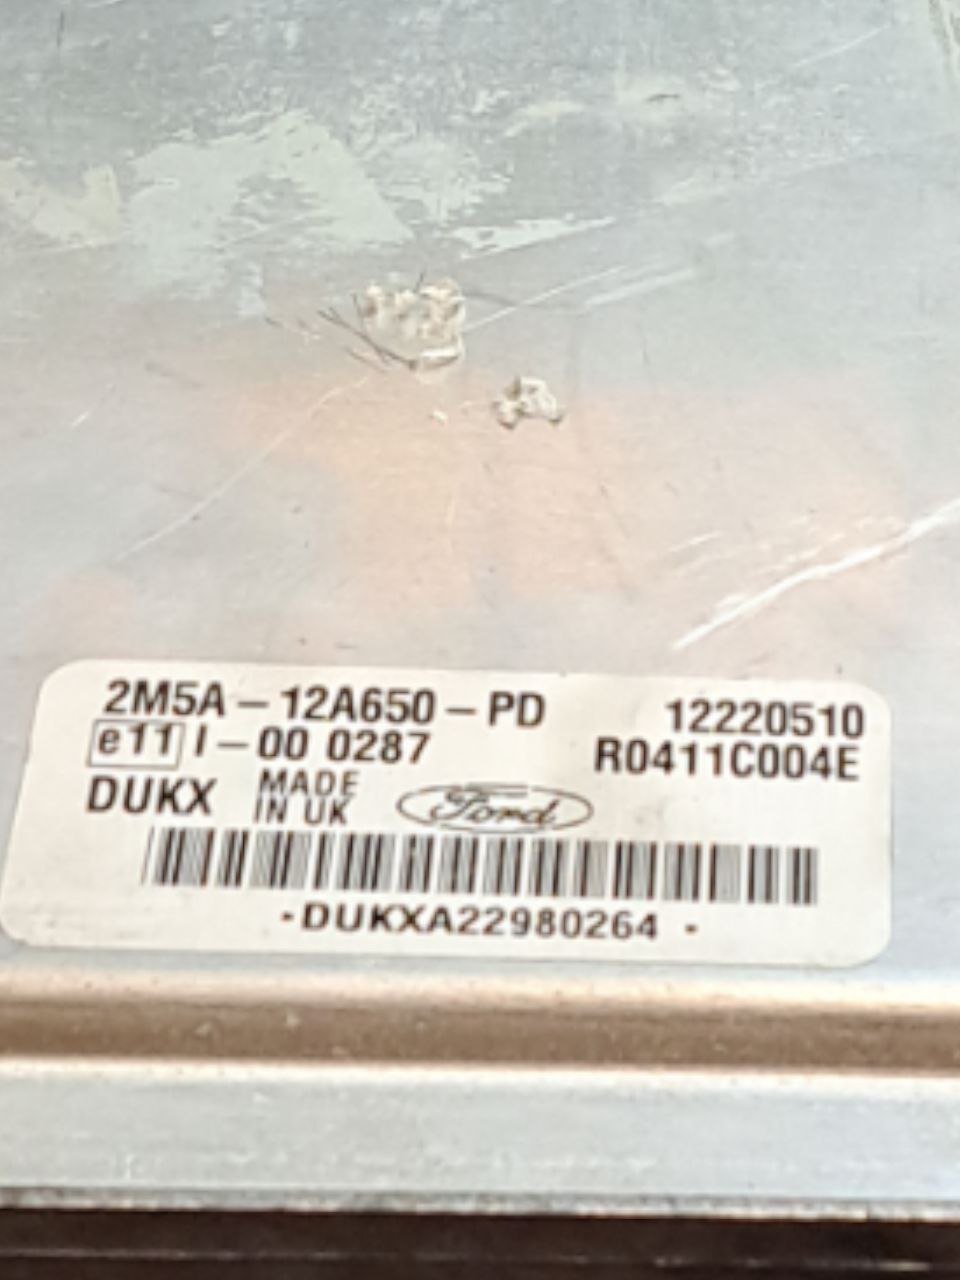 2M5A-12A650-PD 12220510
e11 I-00 0287 R0411C004E
DUKX MADE IN UK Ford
-DUKXA22980264 -